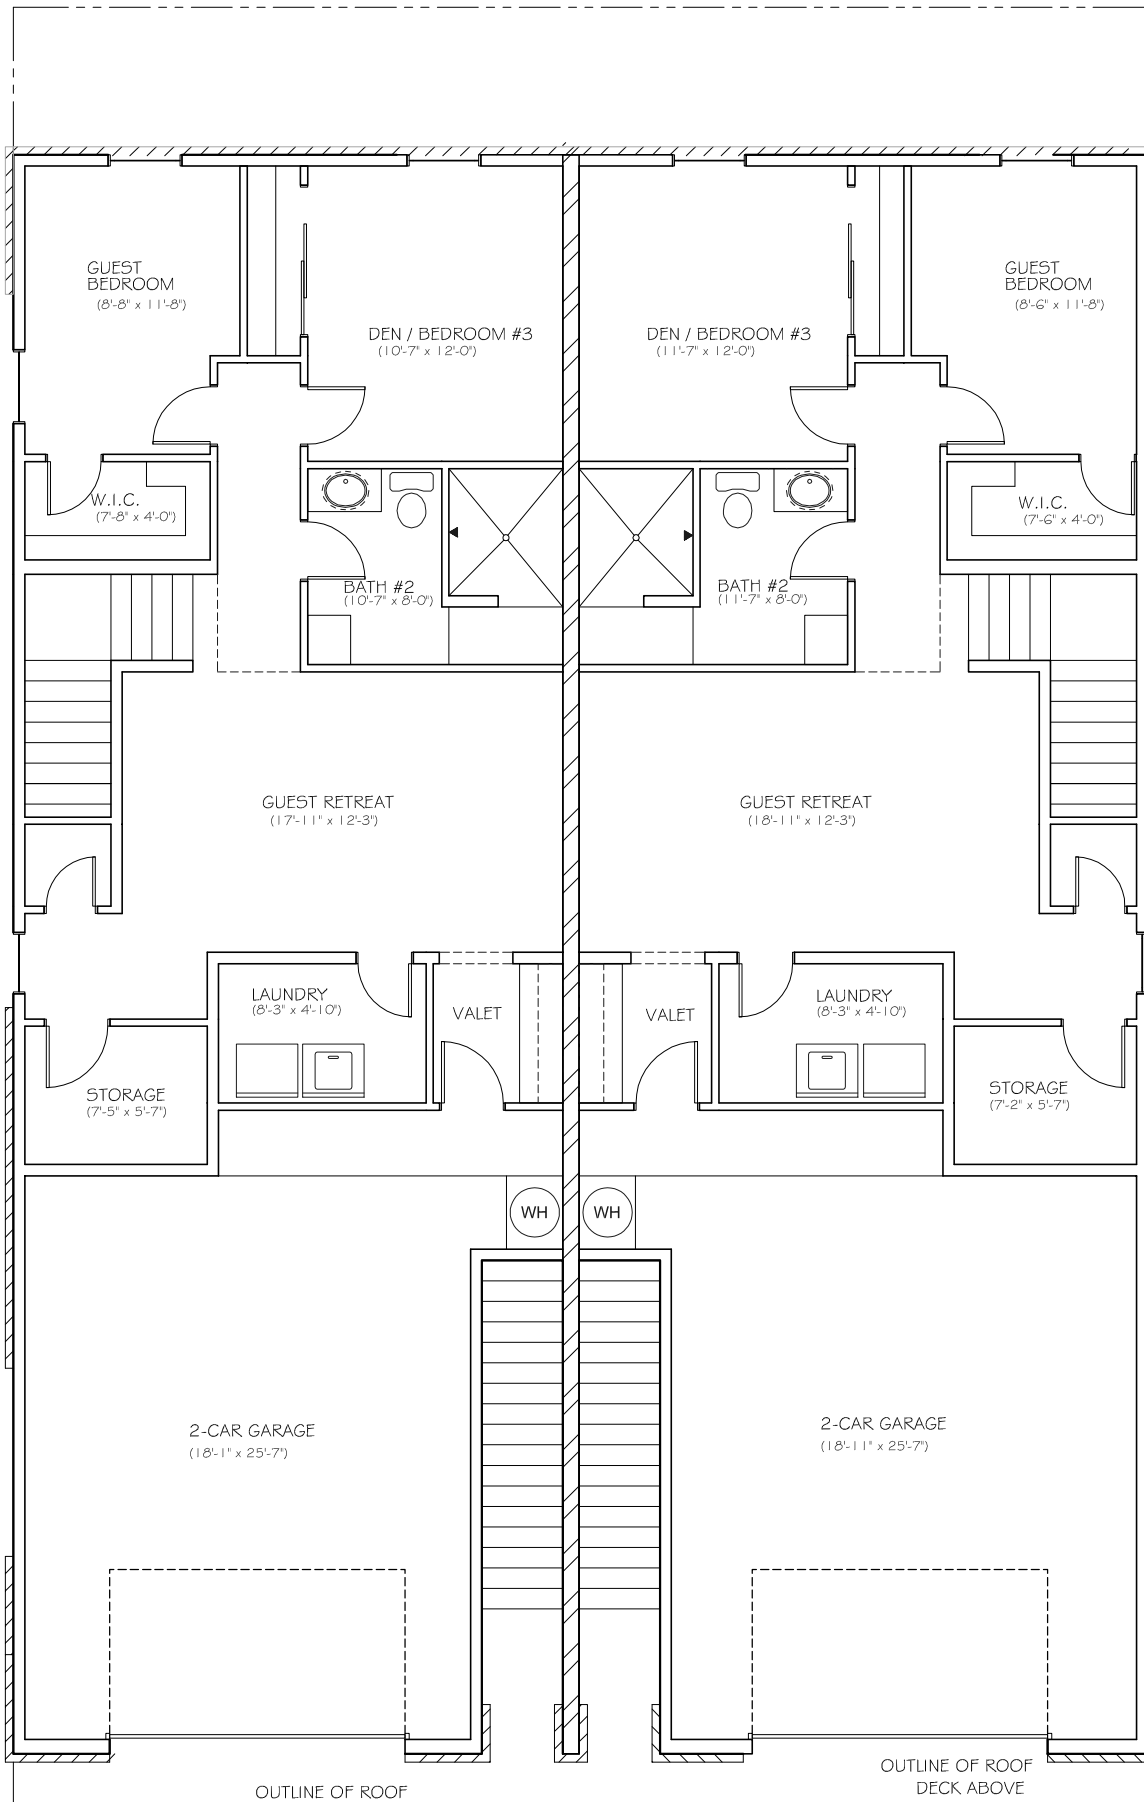 GUEST
BEDROOM
(8'-8" x 11'-8")
GUEST
BEDROOM
(8'-6" x 11'-8")
DEN / BEDROOM #3
(10'-7" x 12'-0")
DEN / BEDROOM #3
(11'-7" x 12'-0")
W.I.C.
(7'-8" x 4'-0")
W.I.C.
(7'-6" x 4'-0")
BATH #2
(10'-7" x 8'-0")
BATH #2
(11'-7" x 8'-0")
GUEST RETREAT
(17'-11" x 12'-3")
GUEST RETREAT
(18'-11" x 12'-3")
LAUNDRY
(8'-3" x 4'-10")
VALET
VALET
LAUNDRY
(8'-3" x 4'-10")
STORAGE
(7'-5" x 5'-7")
STORAGE
(7'-2" x 5'-7")
WH
WH
2-CAR GARAGE
(18'-1" x 25'-7")
2-CAR GARAGE
(18'-11" x 25'-7")
OUTLINE OF ROOF
OUTLINE OF ROOF
DECK ABOVE